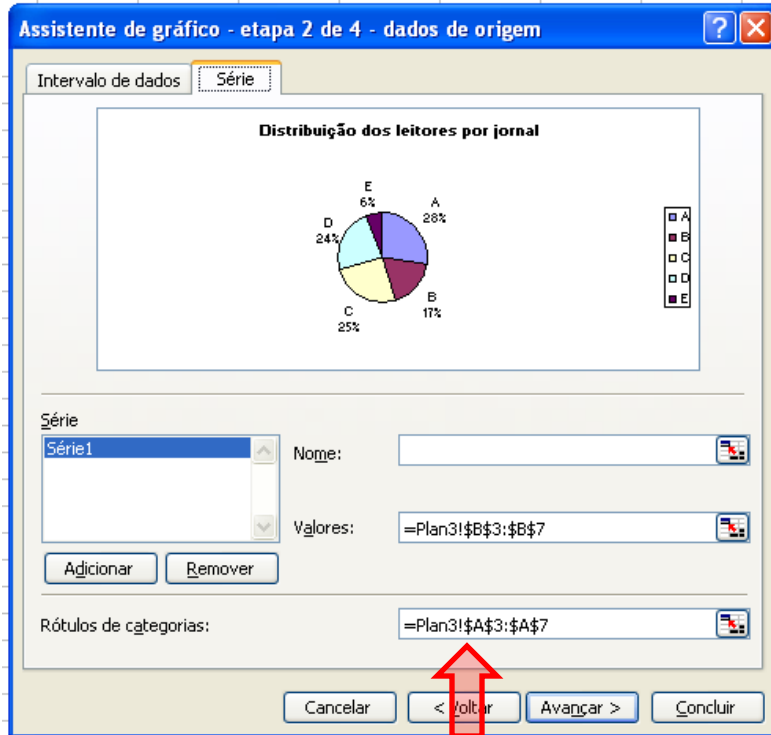 Assistente de gráfico - etapa 2 de 4 - dados de origem
Intervalo de dados
Série
Distribuição dos leitores por jornal
E
6%
A
28%
D
24%
B
17%
C
25%
A
B
C
D
E
Série
Série1
Nome:
Valores:
=Plan3!$B$3:$B$7
Adicionar
Remover
Rótulos de categorias:
=Plan3!$A$3:$A$7
Cancelar
< Voltar
Avançar >
Concluir